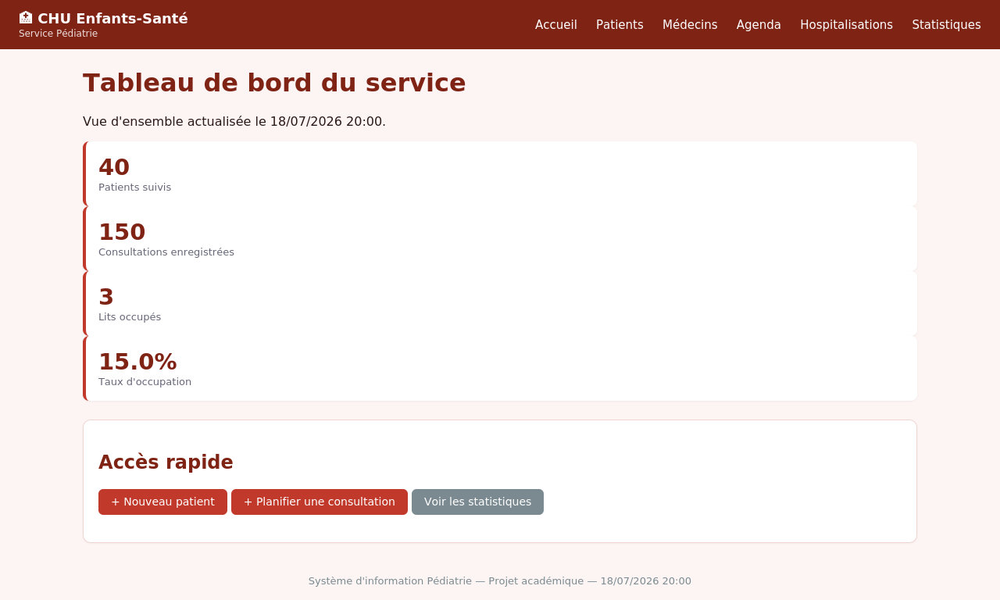 🏥 CHU Enfants-Santé
Service Pédiatrie
Accueil Patients Médecins Agenda Hospitalisations Statistiques
Tableau de bord du service
Vue d'ensemble actualisée le 18/07/2026 20:00.
40
Patients suivis
150
Consultations enregistrées
3
Lits occupés
15.0%
Taux d'occupation
Accès rapide
+ Nouveau patient + Planifier une consultation Voir les statistiques
Système d'information Pédiatrie — Projet académique — 18/07/2026 20:00